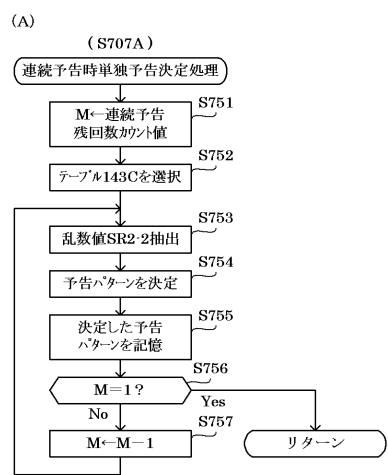 (A)
(S707A)
連続予告時単独予告決定処理
S751
M←連続予告
残回数カウント値
S752
テーブル143Cを選択
S753
乱数値SR2-2抽出
S754
予告パターンを決定
S755
決定した予告
パターンを記憶
S756
M=1?
Yes
No
S757
M←M-1
リターン